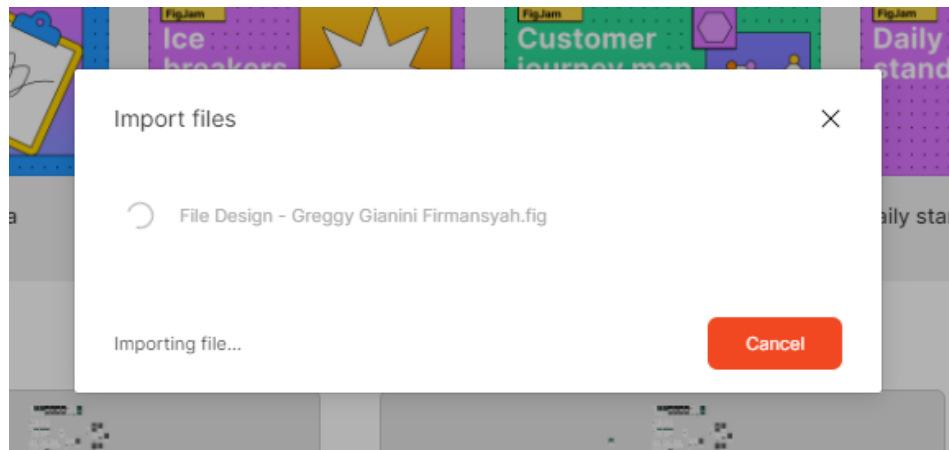 FigJam
Ice
breakers
FigJam
Customer
journey map
FigJam
Daily
stand
Import files
a
File Design - Greggy Gianini Firmansyah.fig
aily sta
Importing file...
Cancel